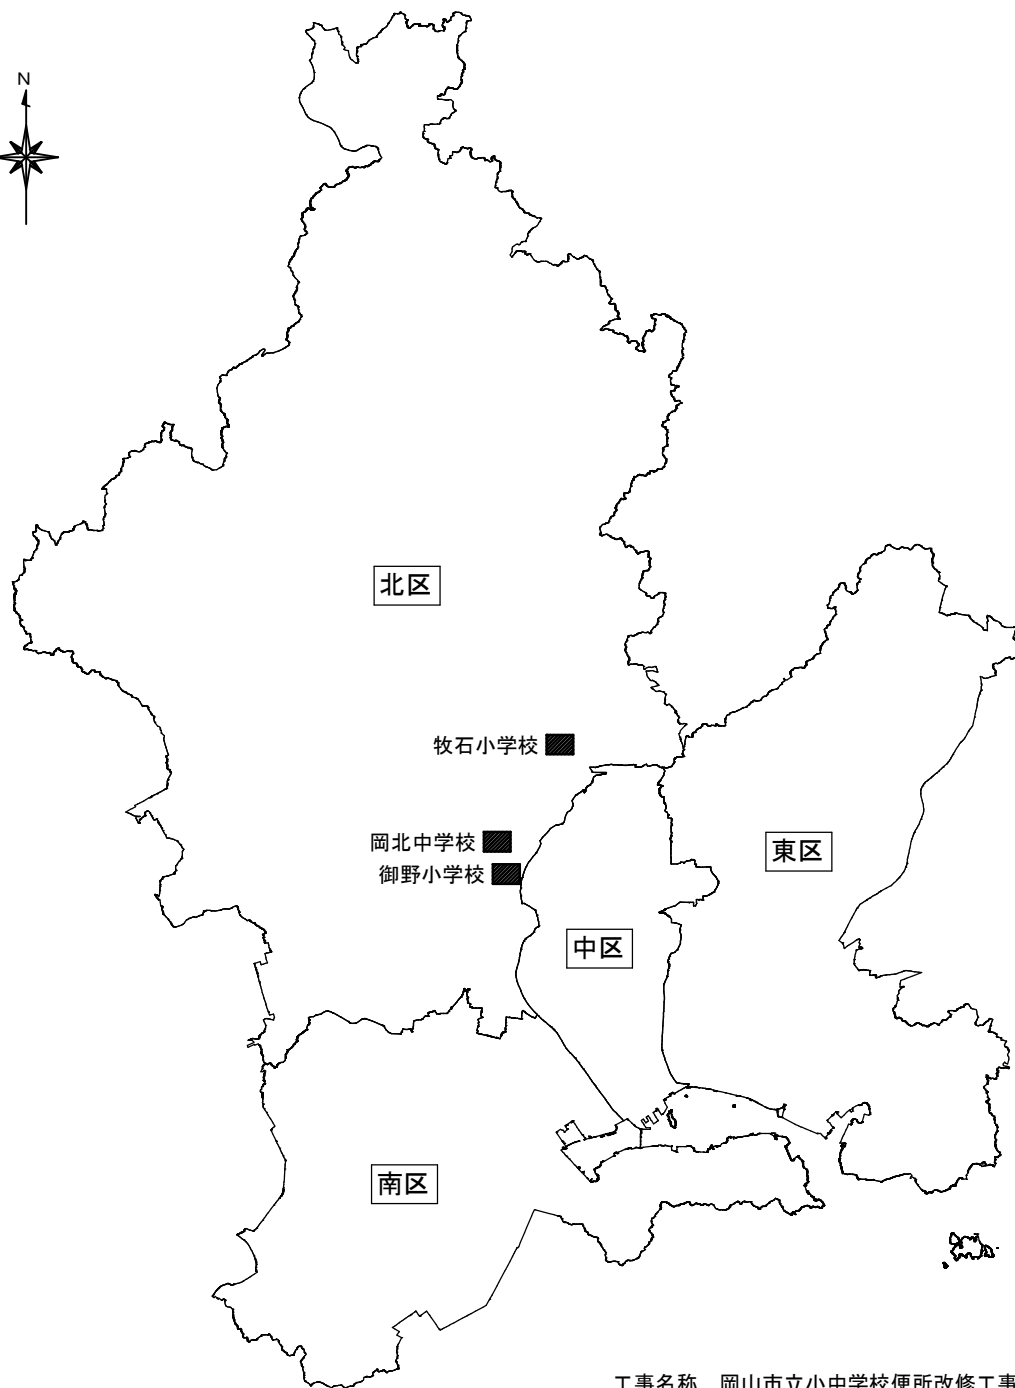 N
北区
牧石小学校
岡北中学校
東区
御野小学校
中区
南区
工事名称 岡山市立小中学校便所改修工事